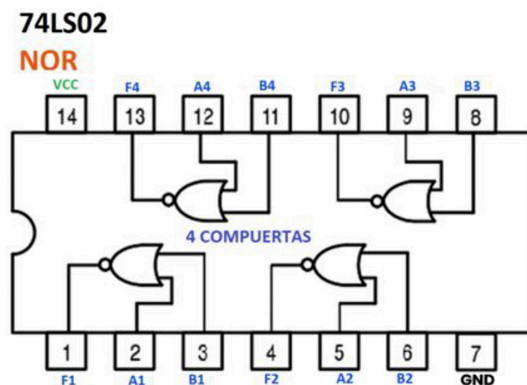 74LS02
NOR
VCC F4 A4 B4 F3 A3 B3
14 13 12 11 10 9 8
4 COMPUERTAS
1 2 3 4 5 6 7
F1 A1 B1 F2 A2 B2 GND